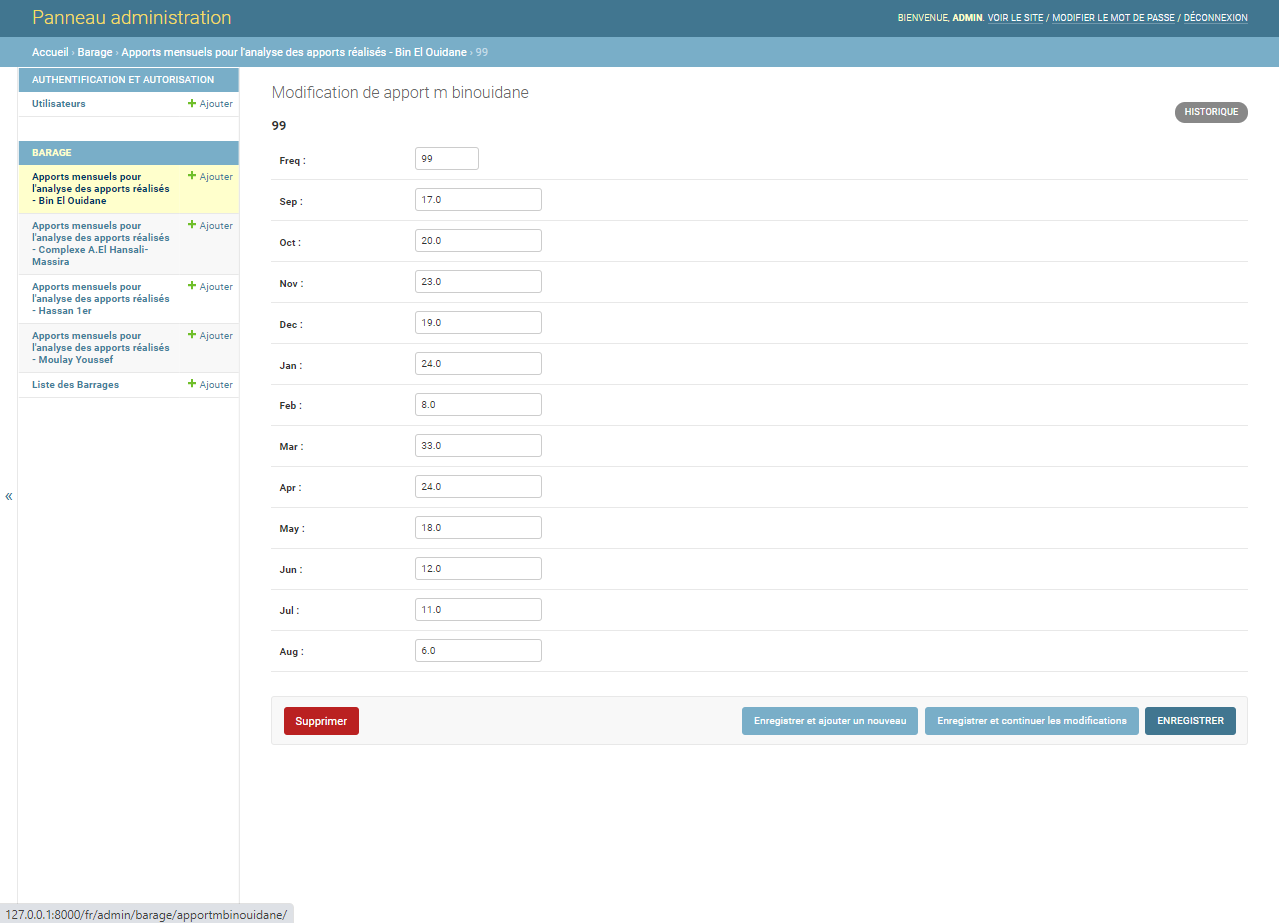 Panneau administration
BIENVENUE, ADMIN. VOIR LE SITE / MODIFIER LE MOT DE PASSE / DÉCONNEXION
Accueil › Barage › Apports mensuels pour l'analyse des apports réalisés - Bin El Ouidane › 99
AUTHENTIFICATION ET AUTORISATION
Utilisateurs + Ajouter
BARAGE
Apports mensuels pour + Ajouter
l'analyse des apports réalisés
- Bin El Ouidane
Apports mensuels pour + Ajouter
l'analyse des apports réalisés
- Complexe A.El Hansali-
Massira
Apports mensuels pour + Ajouter
l'analyse des apports réalisés
- Hassan 1er
Apports mensuels pour + Ajouter
l'analyse des apports réalisés
- Moulay Youssef
Liste des Barrages + Ajouter
«
Modification de apport m binouidane
HISTORIQUE
99
Freq : 99
Sep : 17.0
Oct : 20.0
Nov : 23.0
Dec : 19.0
Jan : 24.0
Feb : 8.0
Mar : 33.0
Apr : 24.0
May : 18.0
Jun : 12.0
Jul : 11.0
Aug : 6.0
Supprimer Enregistrer et ajouter un nouveau Enregistrer et continuer les modifications ENREGISTRER
127.0.0.1:8000/fr/admin/barage/apportmbinouidane/